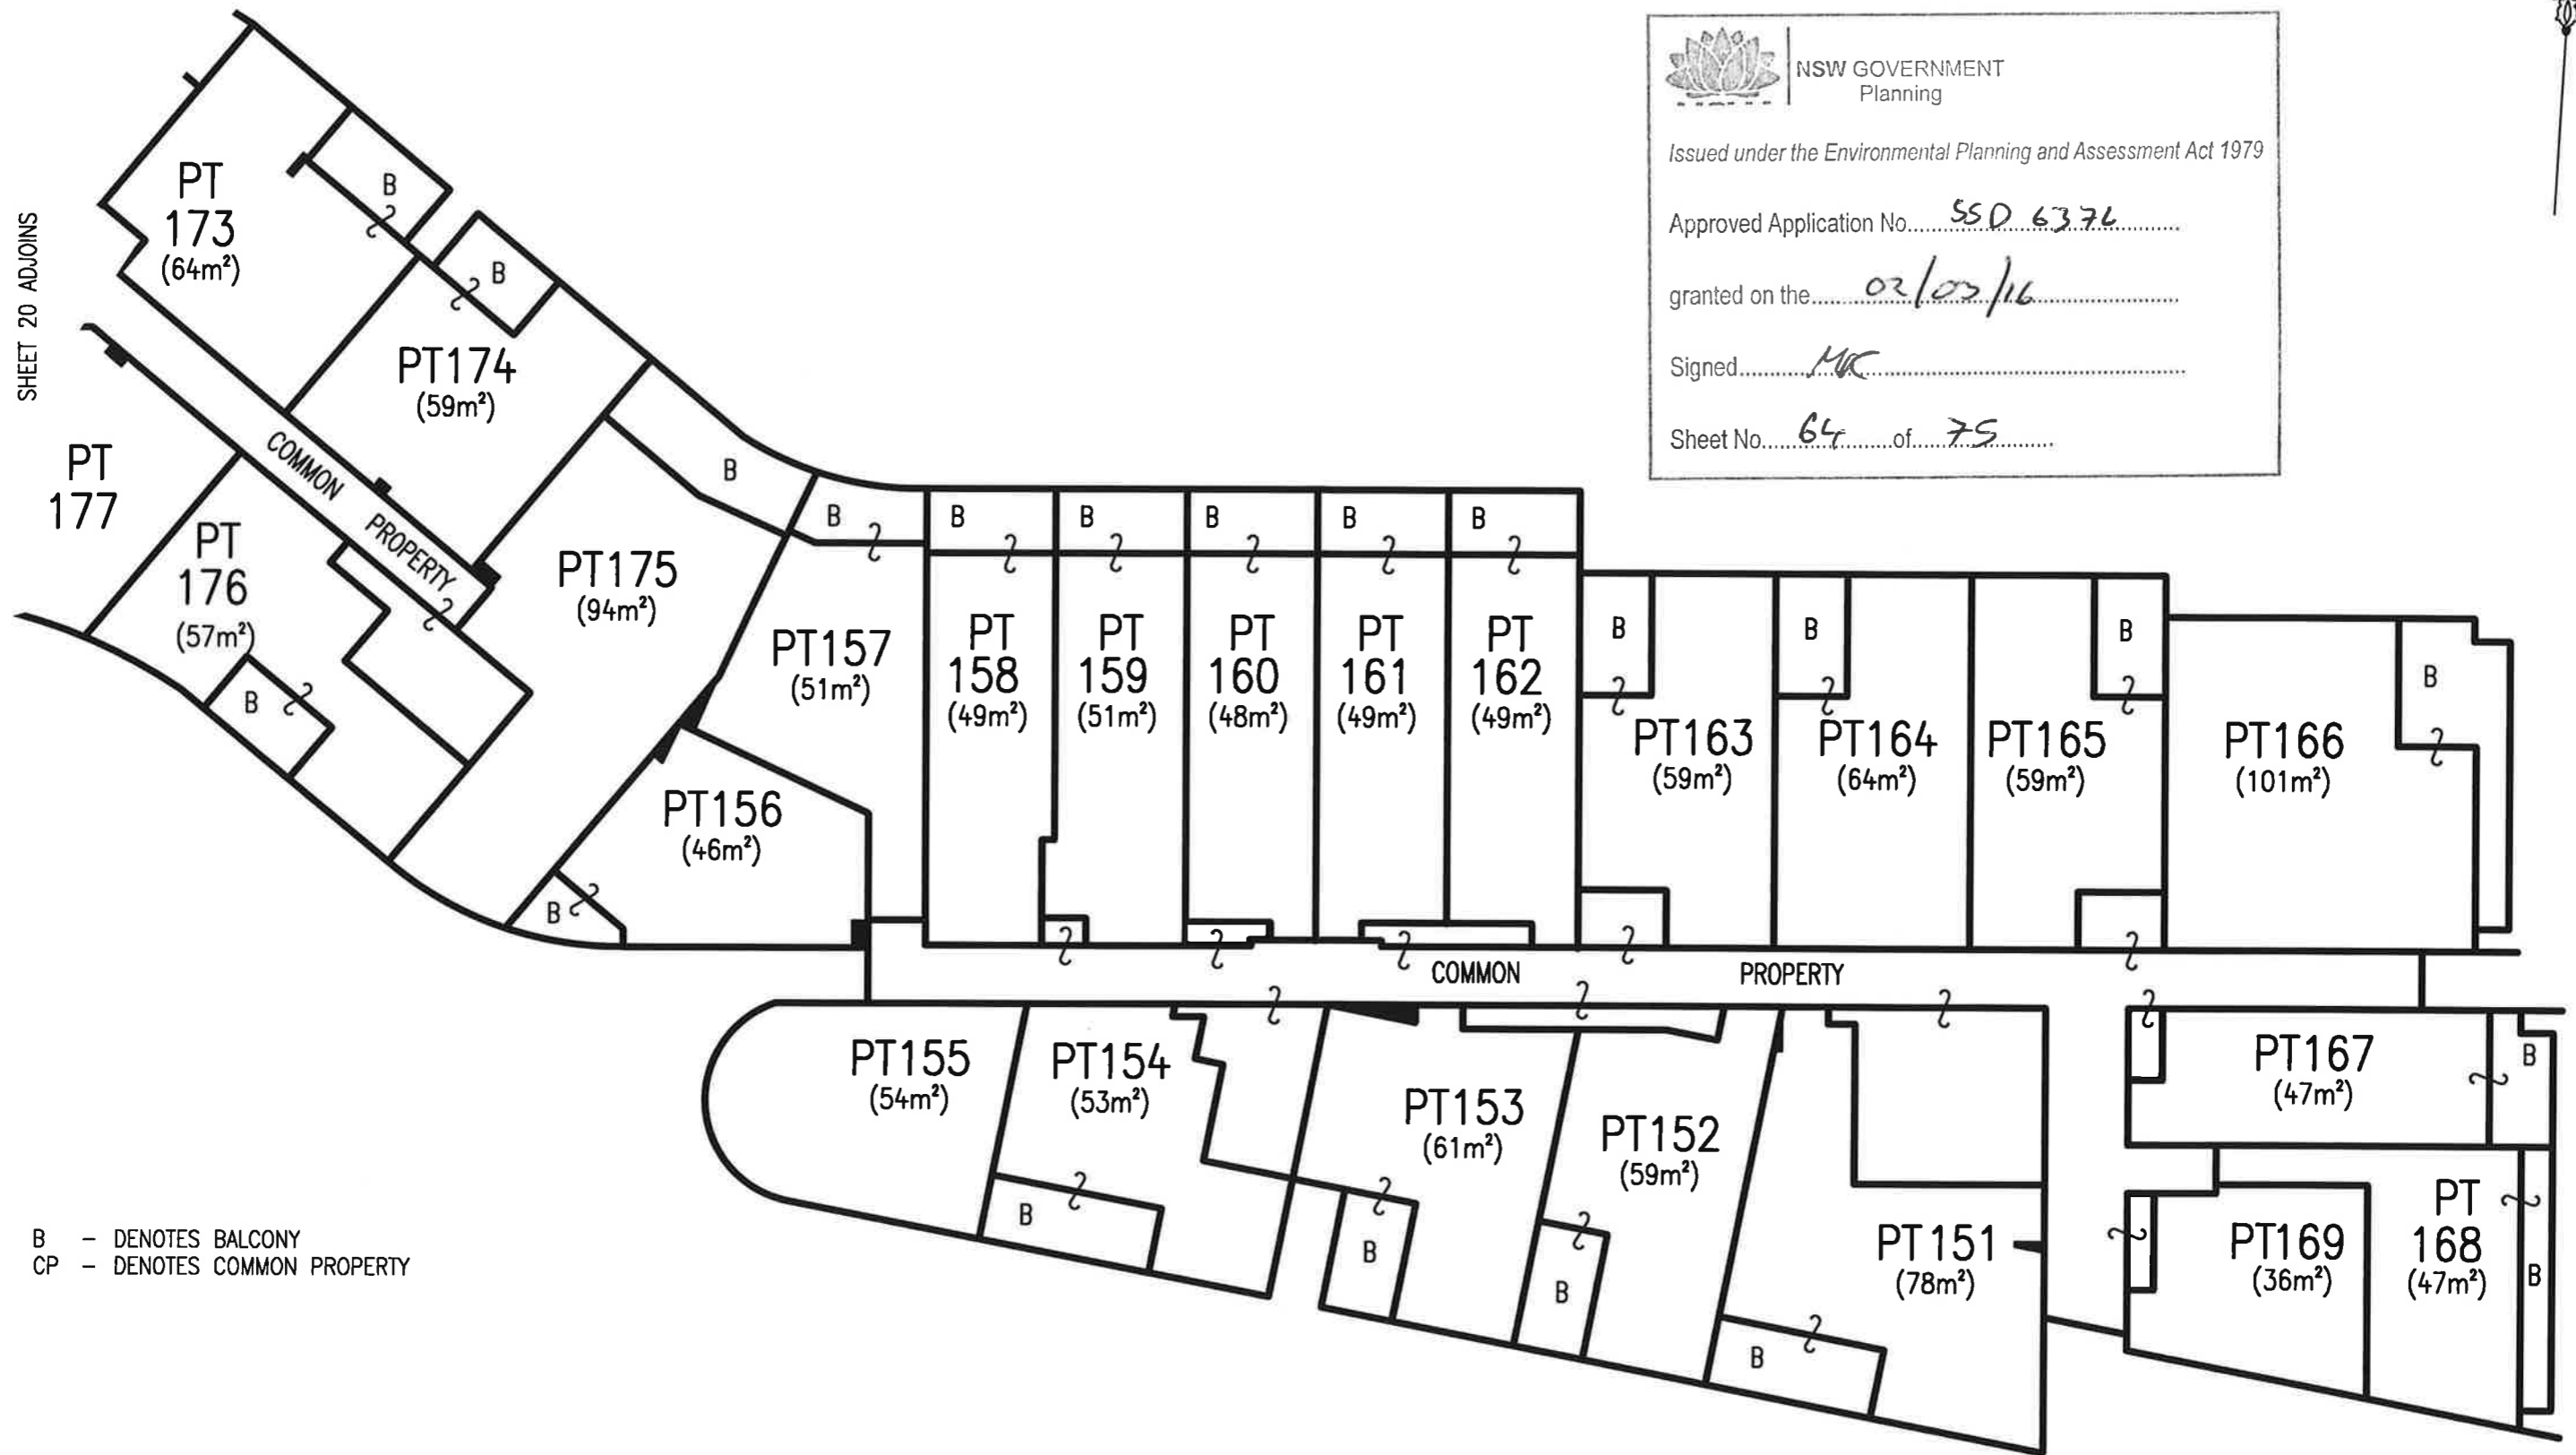 NSW GOVERNMENT
Planning
Issued under the Environmental Planning and Assessment Act 1979
Approved Application No. SSD 6376
granted on the 02/03/16
Signed
Sheet No. 64 of 75
SHEET 20 ADJOINS
PT
173
(64m²)
B
B
PT174
(59m²)
COMMON PROPERTY
PT
177
PT
176
(57m²)
B
PT175
(94m²)
B
B
PT157
(51m²)
PT156
(46m²)
B
B
B
B
B
B
PT
158
(49m²)
PT
159
(51m²)
PT
160
(48m²)
PT
161
(49m²)
PT
162
(49m²)
B
B
B
B
PT163
(59m²)
PT164
(64m²)
PT165
(59m²)
PT166
(101m²)
COMMON PROPERTY
PT155
(54m²)
PT154
(53m²)
B
PT153
(61m²)
B
PT152
(59m²)
B
PT151
(78m²)
B
PT167
(47m²)
B
PT169
(36m²)
PT
168
(47m²)
B
B - DENOTES BALCONY
CP - DENOTES COMMON PROPERTY